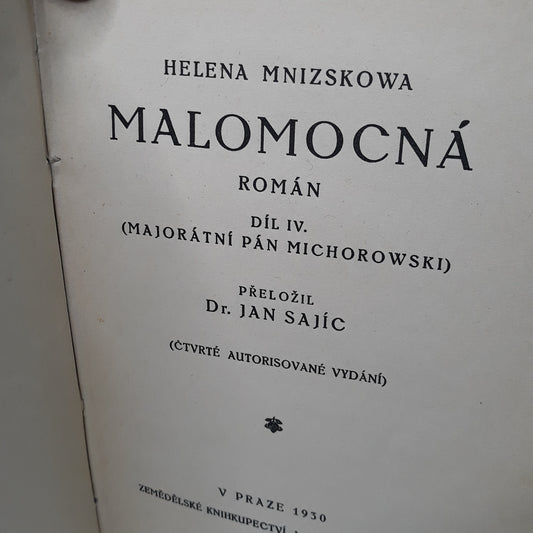 HELENA MNIZSKOWA
MALOMOCNÁ
ROMÁN
DÍL IV.
(MAJORÁTNÍ PÁN MICHOROWSKI)
PŘELOŽIL
Dr. JAN SAJÍC
(ČTVRTÉ AUTORISOVANÉ VYDÁNÍ)
V PRAZE 1930
ZEMĚDĚLSKÉ KNIHKUPECTVÍ